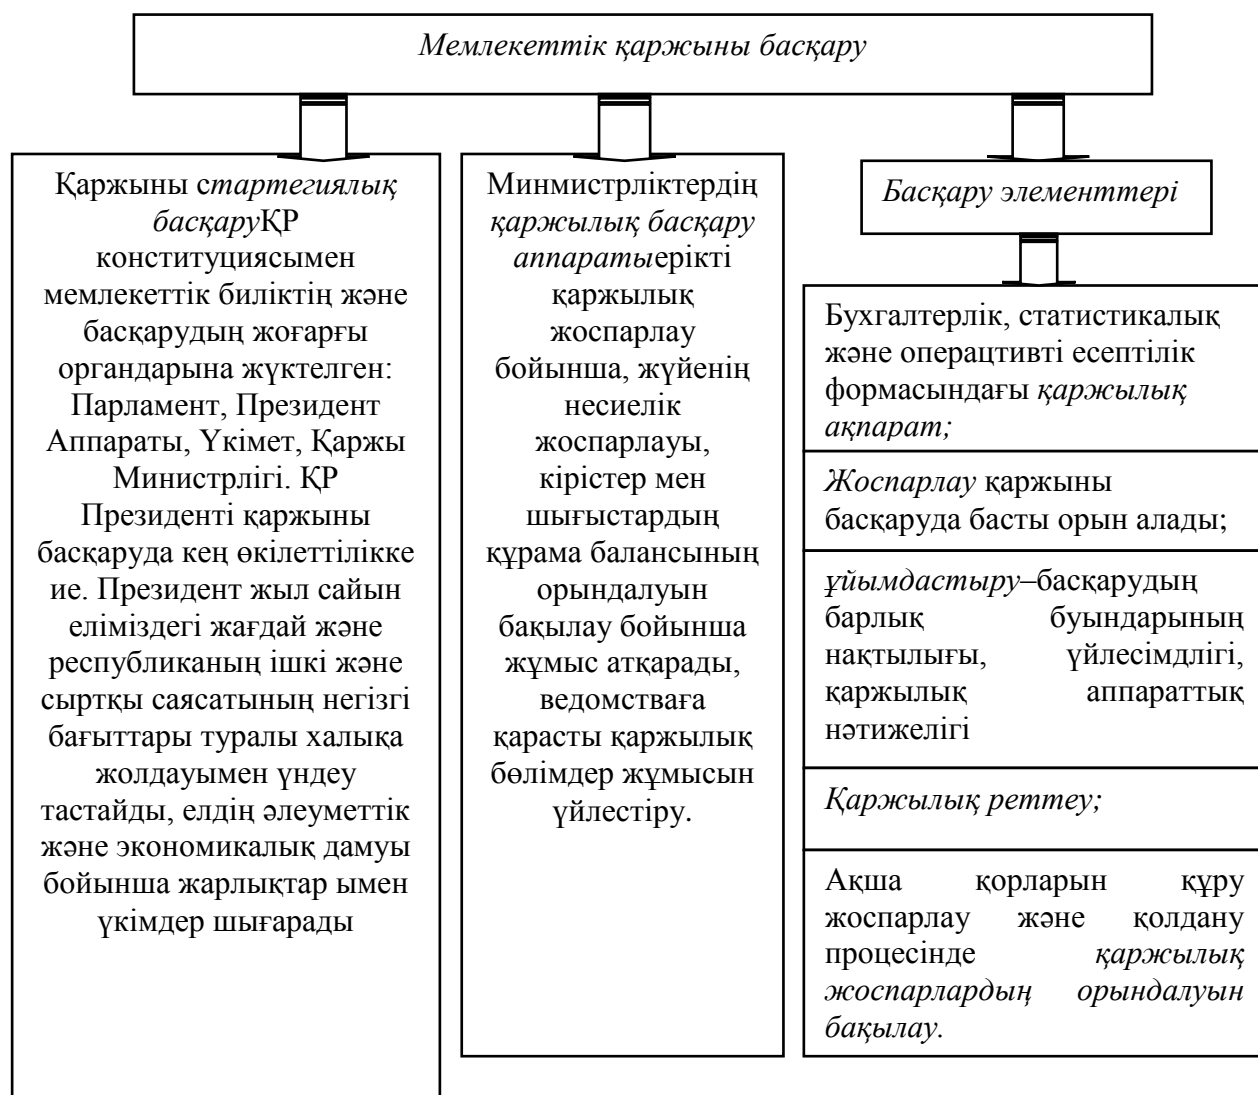 Мемлекеттік қаржыны басқару
Қаржыны стартегиялық
басқаруҚР
конституциясымен
мемлекеттік биліктің және
басқарудың жоғарғы
органдарына жүктелген:
Парламент, Президент
Аппараты, Үкімет, Қаржы
Министрлігі. ҚР
Президенті қаржыны
басқаруда кең өкілеттілікке
ие. Президент жыл сайын
еліміздегі жағдай және
республиканың ішкі және
сыртқы саясатының негізгі
бағыттары туралы халыққа
жолдауымен үндеу
тастайды, елдің әлеуметтік
және экономикалық дамуы
бойынша жарлықтар ымен
үкімдер шығарады
Минмистрліктердің
қаржылық басқару
аппаратыерікті
қаржылық
жоспарлау
бойынша, жүйенің
несиелік
жоспарлауы,
кірістер мен
шығыстардың
құрама балансының
орындалуын
бақылау бойынша
жұмыс атқарады,
ведомстваға
қарасты қаржылық
бөлімдер жұмысын
үйлестіру.
Басқару элементтері
Бухгалтерлік, статистикалық
және операцтивті есептілік
формасындағы қаржылық
ақпарат;
Жоспарлау қаржыны
басқаруда басты орын алады;
ұйымдастыру–басқарудың
барлық буындарының
нақтылығы, үйлесімдлігі,
қаржылық аппараттық
нәтижелігі
Қаржылық реттеу;
Ақша қорларын құру
жоспарлау және қолдану
процесінде қаржылық
жоспарлардың орындалуын
бақылау.